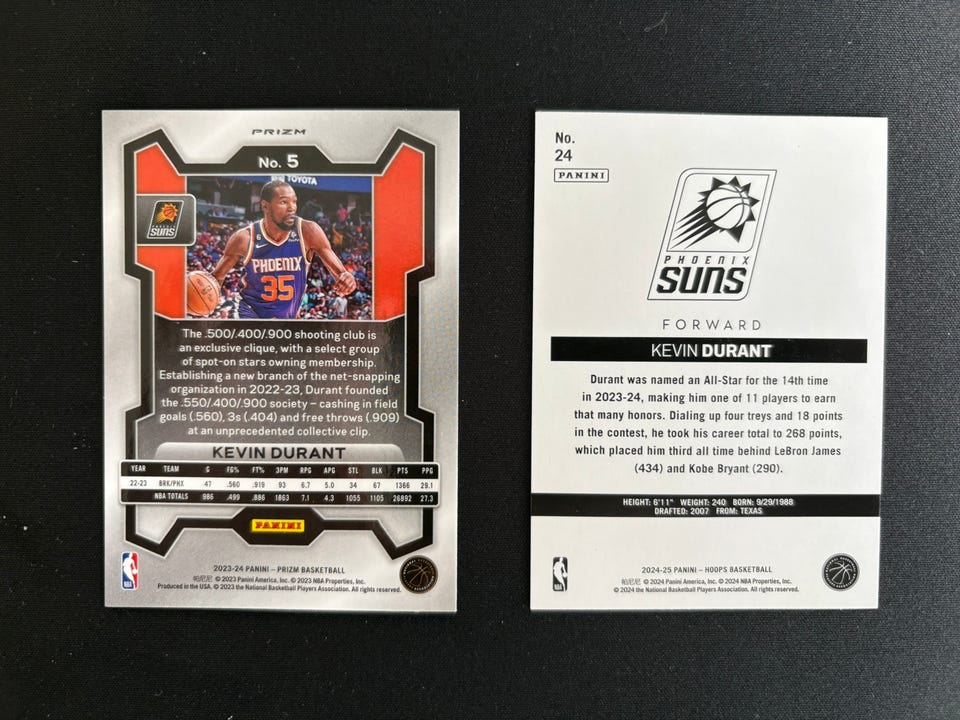 PRIZM
No. 5
TOYOTA
PHOENIX
SUNS
PHOENIX
35
The .500/.400/.900 shooting club is
an exclusive clique, with a select group
of spot-on stars owning membership.
Establishing a new branch of the net-snapping
organization in 2022-23, Durant founded
the .550/.400/.900 society – cashing in field
goals (.560), 3s (.404) and free throws (.909)
at an unprecedented collective clip.
KEVIN DURANT
YEAR TEAM G FG% FT% 3PM RPG APG STL BLK PTS PPG
22-23 BRK/PHX 47 .560 .919 93 6.7 5.0 34 67 1366 29.1
NBA TOTALS 986 .499 .886 1863 7.1 4.3 1055 1105 26892 27.3
PANINI
2023-24 PANINI – PRIZM BASKETBALL
帕尼尼 © 2023 Panini America, Inc. © 2023 NBA Properties, Inc.
Produced in the USA. © 2023 the National Basketball Players Association. All rights reserved.
NBA
No.
24
PANINI
PHOENIX
SUNS
FORWARD
KEVIN DURANT
Durant was named an All-Star for the 14th time
in 2023-24, making him one of 11 players to earn
that many honors. Dialing up four treys and 18 points
in the contest, he took his career total to 268 points,
which placed him third all time behind LeBron James
(434) and Kobe Bryant (290).
HEIGHT: 6'11" WEIGHT: 240 BORN: 9/29/1988
DRAFTED: 2007 FROM: TEXAS
2024-25 PANINI – HOOPS BASKETBALL
帕尼尼 © 2024 Panini America, Inc. © 2024 NBA Properties, Inc.
© 2024 the National Basketball Players Association. All rights reserved.
NBA